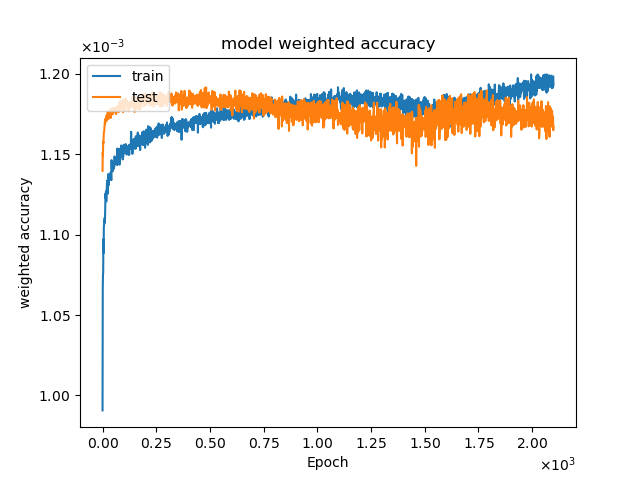 model weighted accuracy
×10⁻³
train
test
1.20
1.15
1.10
1.05
1.00
weighted accuracy
0.00 0.25 0.50 0.75 1.00 1.25 1.50 1.75 2.00
Epoch
×10³